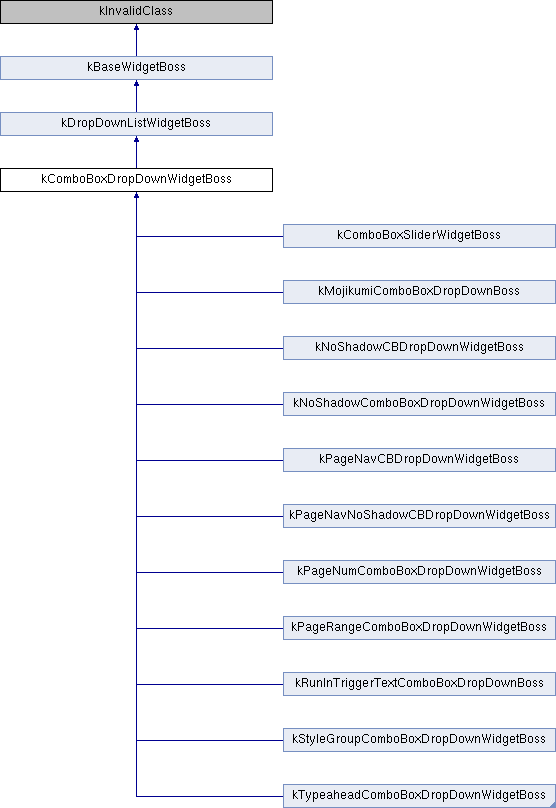 kInvalidClass
kBaseWidgetBoss
kDropDownListWidgetBoss
kComboBoxDropDownWidgetBoss
kComboBoxSliderWidgetBoss
kMojikumiComboBoxDropDownBoss
kNoShadowCBDropDownWidgetBoss
kNoShadowComboBoxDropDownWidgetBoss
kPageNavCBDropDownWidgetBoss
kPageNavNoShadowCBDropDownWidgetBoss
kPageNumComboBoxDropDownWidgetBoss
kPageRangeComboBoxDropDownWidgetBoss
kRunInTriggerTextComboBoxDropDownBoss
kStyleGroupComboBoxDropDownWidgetBoss
kTypeaheadComboBoxDropDownWidgetBoss